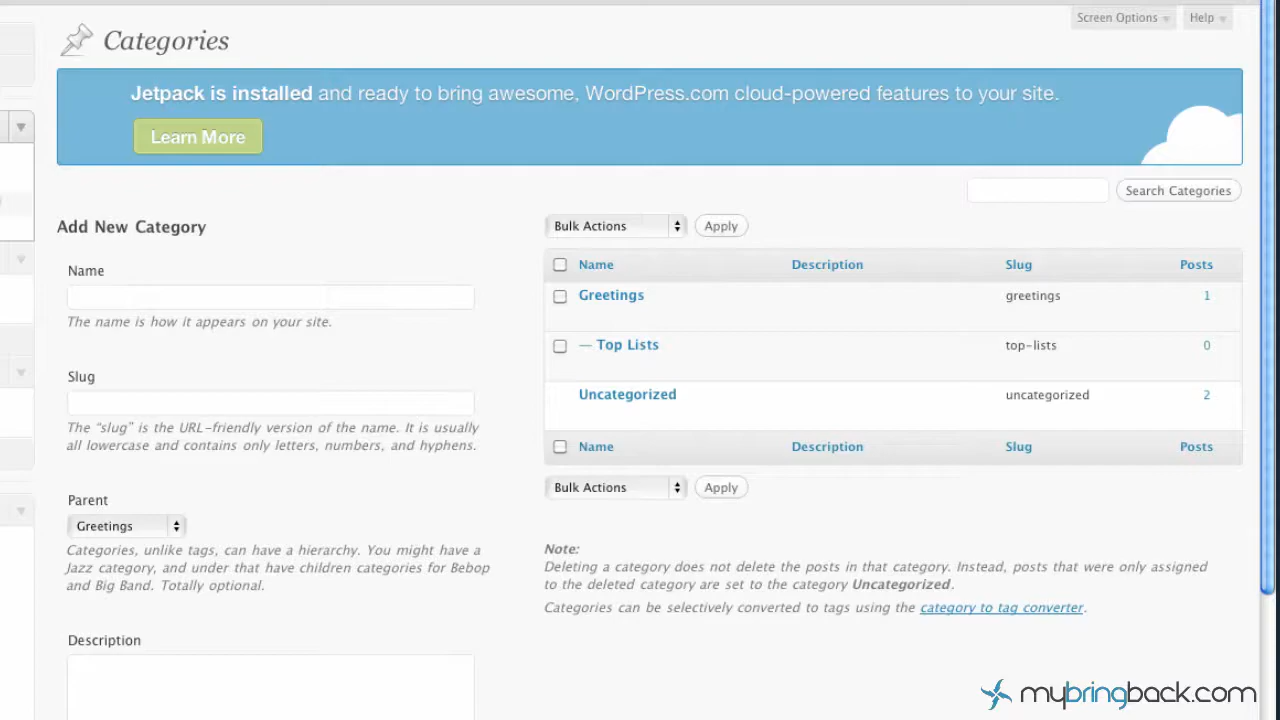 Screen Options
Help
Categories
Jetpack is installed and ready to bring awesome, WordPress.com cloud-powered features to your site.
Learn More
Search Categories
Add New Category
Name
The name is how it appears on your site.
Slug
The “slug” is the URL-friendly version of the name. It is usually
all lowercase and contains only letters, numbers, and hyphens.
Parent
Greetings
Categories, unlike tags, can have a hierarchy. You might have a
Jazz category, and under that have children categories for Bebop
and Big Band. Totally optional.
Description
Bulk Actions
Apply
Name Description Slug Posts
Greetings greetings 1
— Top Lists top-lists 0
Uncategorized uncategorized 2
Name Description Slug Posts
Bulk Actions
Apply
Note:
Deleting a category does not delete the posts in that category. Instead, posts that were only assigned
to the deleted category are set to the category Uncategorized.
Categories can be selectively converted to tags using the category to tag converter.
mybringback.com